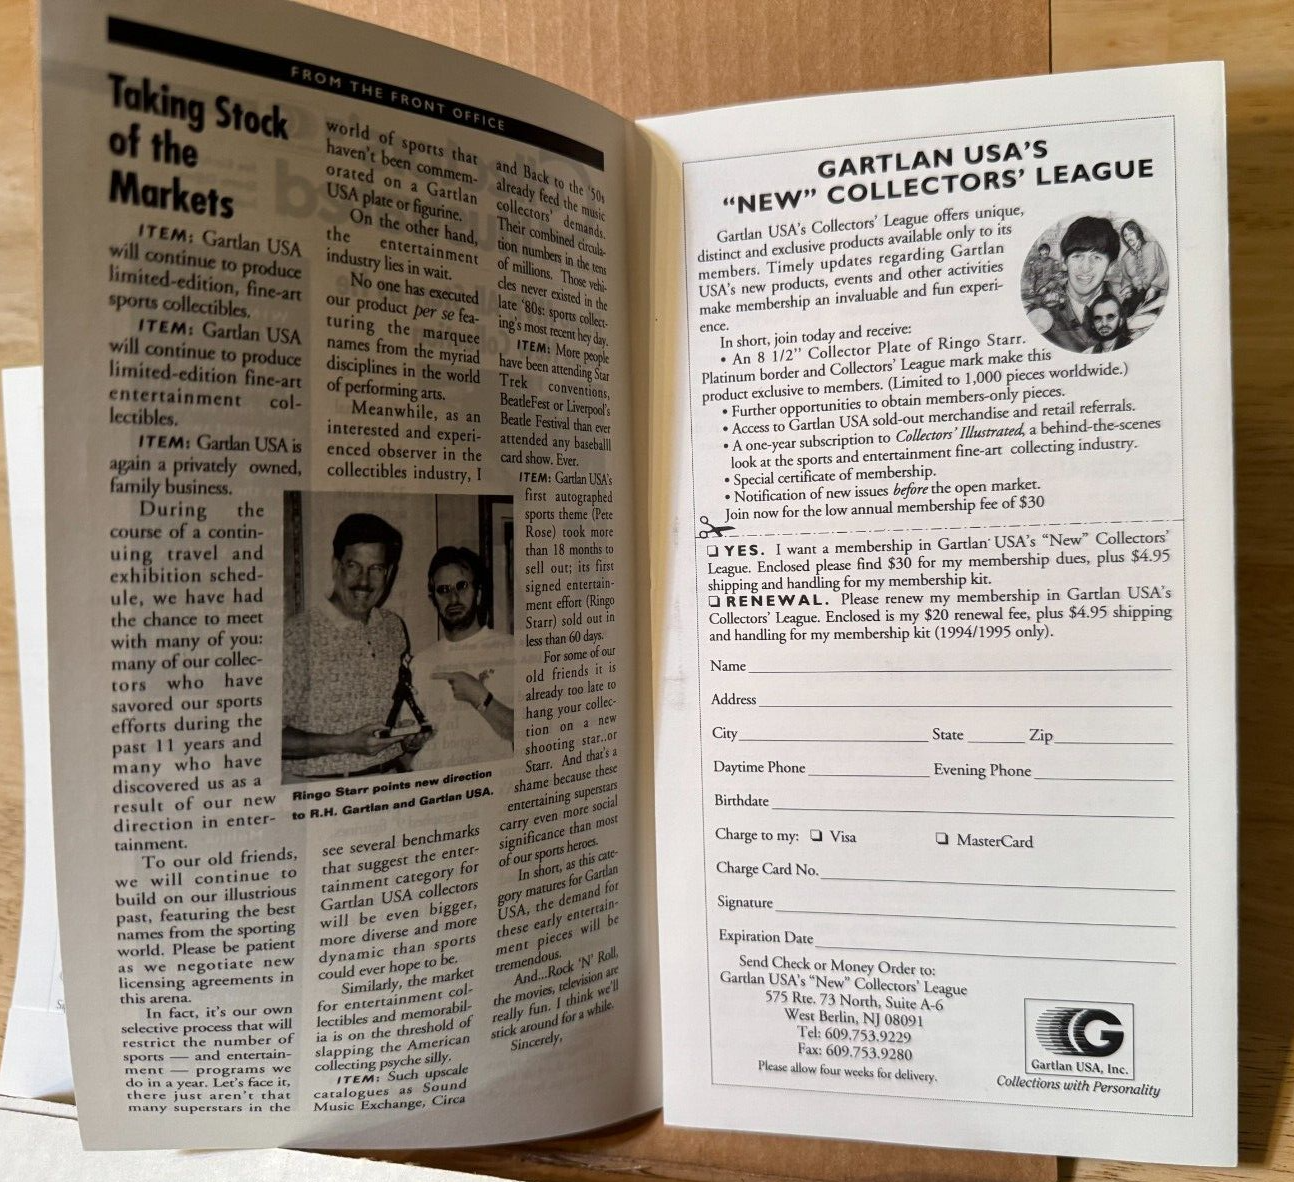 FROM THE FRONT OFFICE
Taking Stock
of the
Markets
ITEM: Gartlan USA
will continue to produce
limited-edition, fine-art
sports collectibles.
ITEM: Gartlan USA
will continue to produce
limited-edition fine-art
entertainment col-
lectibles.
ITEM: Gartlan USA is
again a privately owned,
family business.
During the
course of a contin-
uing travel and
exhibition sched-
ule, we have had
the chance to meet
with many of you:
many of our collec-
tors who have
savored our sports
efforts during the
past 11 years and
many who have
discovered us as a
result of our new
direction in enter-
tainment.
To our old friends,
we will continue to
build on our illustrious
past, featuring the best
names from the sporting
world. Please be patient
as we negotiate new
licensing agreements in
this arena.
In fact, it's our own
selective process that will
restrict the number of
sports — and entertain-
ment — programs we
do in a year. Let's face it,
there just aren't that
many superstars in the
world of sports that
haven't been commem-
orated on a Gartlan
USA plate or figurine.
On the other hand,
the entertainment
industry lies in wait.
No one has executed
our product per se fea-
turing the marquee
names from the myriad
disciplines in the world
of performing arts.
Meanwhile, as an
interested and experi-
enced observer in the
collectibles industry, I
Ringo Starr points new direction
to R.H. Gartlan and Gartlan USA.
see several benchmarks
that suggest the enter-
tainment category for
Gartlan USA collectors
will be even bigger,
more diverse and more
dynamic than sports
could ever hope to be.
Similarly, the market
for entertainment col-
lectibles and memorabil-
ia is on the threshold of
slapping the American
collecting psyche silly.
ITEM: Such upscale
catalogues as Sound
Music Exchange, Circa
and Back to the '50s
already feed the music
collectors' demands.
Their combined circula-
tion numbers in the tens
of millions. Those vehi-
cles never existed in the
late '80s: sports collect-
ing's most recent hey day.
ITEM: More people
have been attending Star
Trek conventions,
BeatleFest or Liverpool's
Beatle Festival than ever
attended any baseballl
card show. Ever.
ITEM: Gartlan USA's
first autographed
sports theme (Pete
Rose) took more
than 18 months to
sell out; its first
signed entertain-
ment effort (Ringo
Starr) sold out in
less than 60 days.
For some of our
old friends it is
already too late to
hang your collec-
tion on a new
shooting star..or
Starr. And that's a
shame because these
entertaining superstars
carry even more social
significance than most
of our sports heroes.
In short, as this cate-
gory matures for Gartlan
USA, the demand for
these early entertain-
ment pieces will be
tremendous.
And...Rock 'N' Roll,
the movies, television are
really fun. I think we'll
stick around for a while.
Sincerely,
GARTLAN USA'S
"NEW" COLLECTORS' LEAGUE
Gartlan USA's Collectors' League offers unique,
distinct and exclusive products available only to its
members. Timely updates regarding Gartlan
USA's new products, events and other activities
make membership an invaluable and fun experi-
ence.
In short, join today and receive:
• An 8 1/2" Collector Plate of Ringo Starr.
Platinum border and Collectors' League mark make this
product exclusive to members. (Limited to 1,000 pieces worldwide.)
• Further opportunities to obtain members-only pieces.
• Access to Gartlan USA sold-out merchandise and retail referrals.
• A one-year subscription to Collectors' Illustrated, a behind-the-scenes
look at the sports and entertainment fine-art collecting industry.
• Special certificate of membership.
• Notification of new issues before the open market.
Join now for the low annual membership fee of $30
❏ YES. I want a membership in Gartlan USA's "New" Collectors'
League. Enclosed please find $30 for my membership dues, plus $4.95
shipping and handling for my membership kit.
❏ RENEWAL. Please renew my membership in Gartlan USA's
Collectors' League. Enclosed is my $20 renewal fee, plus $4.95 shipping
and handling for my membership kit (1994/1995 only).
Name
Address
City State Zip
Daytime Phone Evening Phone
Birthdate
Charge to my: ❏ Visa ❏ MasterCard
Charge Card No.
Signature
Expiration Date
Send Check or Money Order to:
Gartlan USA's "New" Collectors' League
575 Rte. 73 North, Suite A-6
West Berlin, NJ 08091
Tel: 609.753.9229
Fax: 609.753.9280
Please allow four weeks for delivery.
G
Gartlan USA, Inc.
Collections with Personality